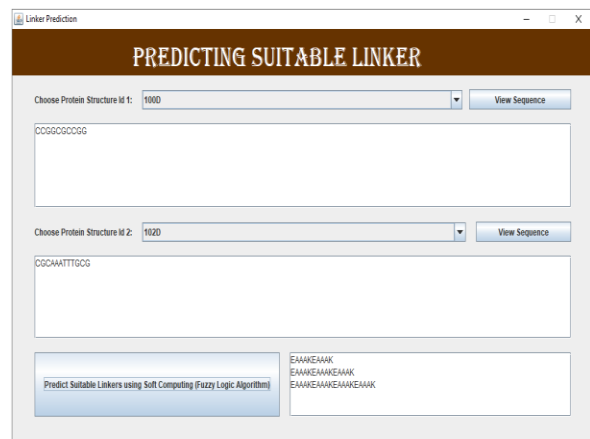 Linker Prediction
PREDICTING SUITABLE LINKER
Choose Protein Structure Id 1: 100D View Sequence
CCGGCGCCGG
Choose Protein Structure Id 2: 102D View Sequence
CGCAAATTTGCG
Predict Suitable Linkers using Soft Computing (Fuzzy Logic Algorithm)
EAAAKEAAAK
EAAAKEAAAKEAAAK
EAAAKEAAAKEAAAKEAAAK